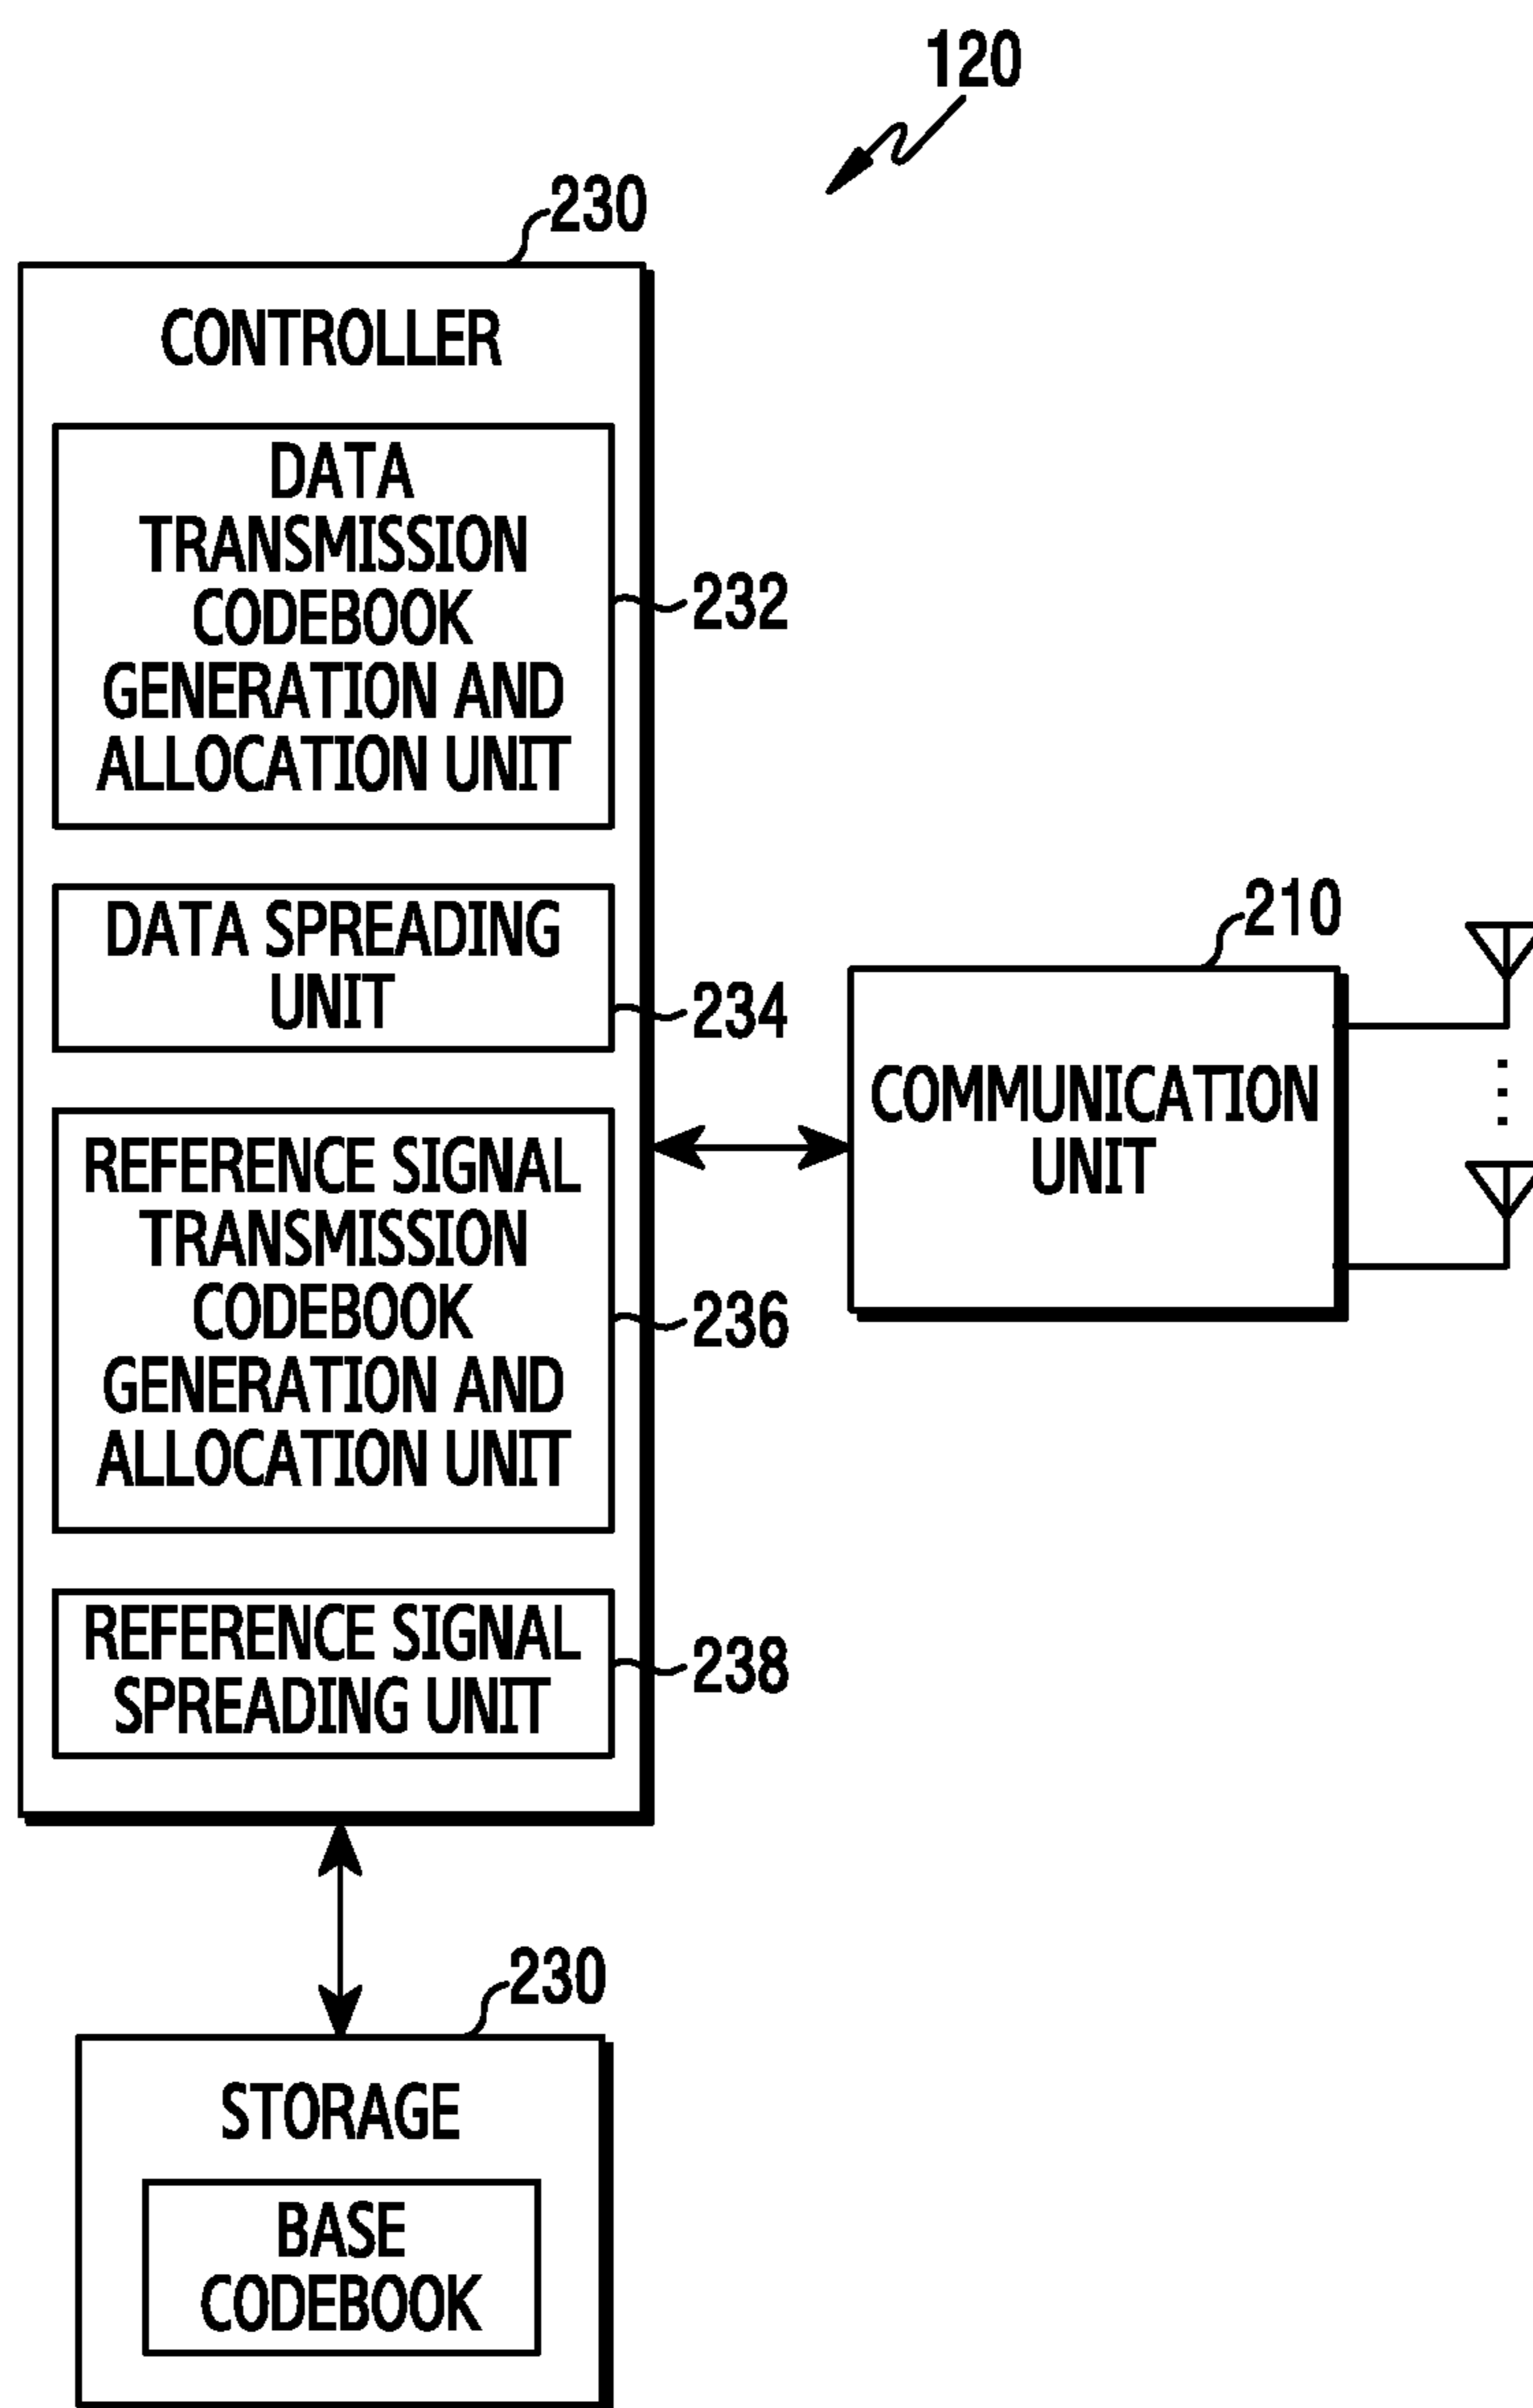 120
230
CONTROLLER
DATA
TRANSMISSION
CODEBOOK
GENERATION AND
ALLOCATION UNIT
232
DATA SPREADING
UNIT
234
REFERENCE SIGNAL
TRANSMISSION
CODEBOOK
GENERATION AND
ALLOCATION UNIT
236
REFERENCE SIGNAL
SPREADING UNIT
238
210
COMMUNICATION
UNIT
230
STORAGE
BASE
CODEBOOK